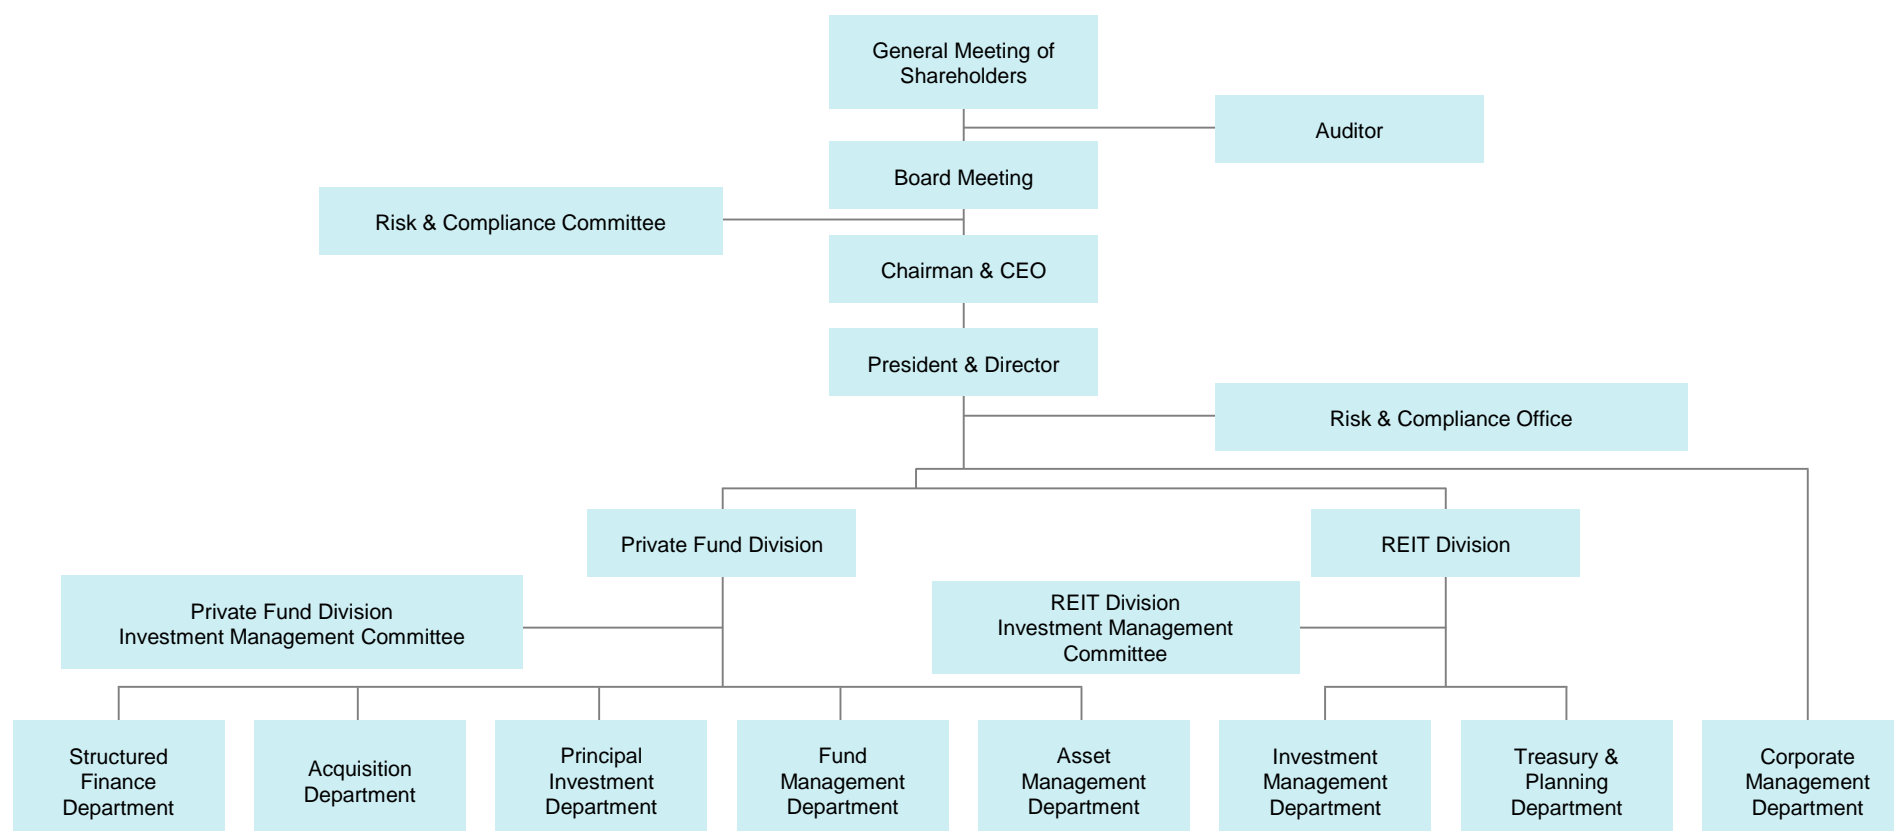 General Meeting of
Shareholders
Auditor
Board Meeting
Risk & Compliance Committee
Chairman & CEO
President & Director
Risk & Compliance Office
Private Fund Division
REIT Division
Private Fund Division
Investment Management Committee
REIT Division
Investment Management
Committee
Structured
Finance
Department
Acquisition
Department
Principal
Investment
Department
Fund
Management
Department
Asset
Management
Department
Investment
Management
Department
Treasury &
Planning
Department
Corporate
Management
Department